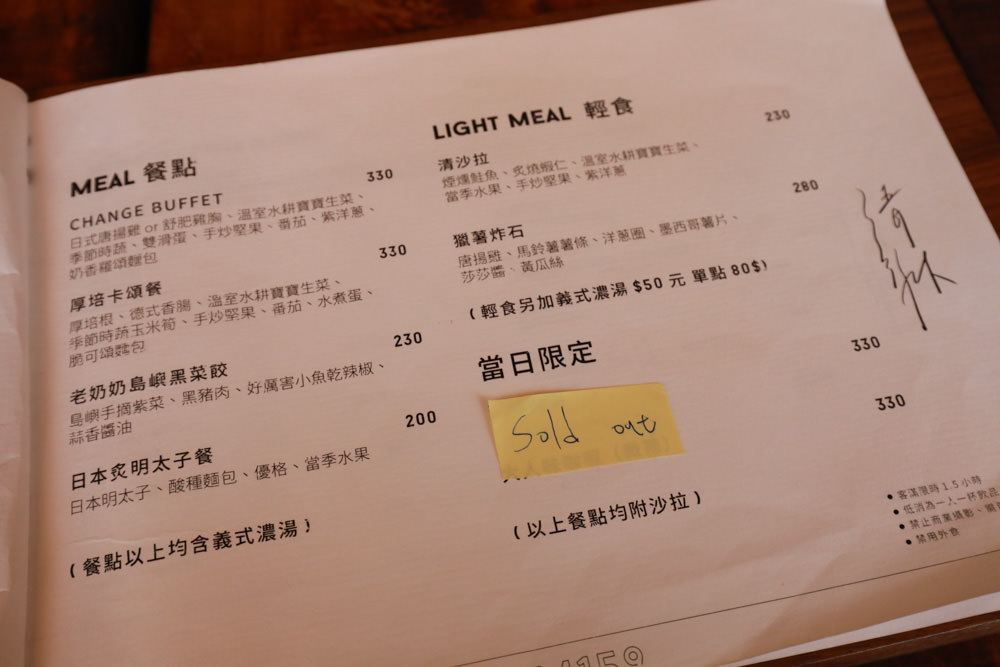 MEAL 餐點
CHANGE BUFFET 330
日式唐揚雞 or 舒肥雞胸、溫室水耕寶寶生菜、
季節時蔬、雙滑蛋、手炒堅果、番茄、紫洋蔥、
奶香羅頌麵包
厚培卡頌餐 330
厚培根、德式香腸、溫室水耕寶寶生菜、
季節時蔬玉米筍、手炒堅果、番茄、水煮蛋、
脆可頌麵包
老奶奶島嶼黑菜餃 230
島嶼手摘紫菜、黑豬肉、好厲害小魚乾辣椒、
蒜香醬油
日本炙明太子餐 200
日本明太子、酸種麵包、優格、當季水果
(餐點以上均含義式濃湯}
LIGHT MEAL 輕食
清沙拉 230
煙燻鮭魚、炙燒蝦仁、溫室水耕寶寶生菜、
當季水果、手炒堅果、紫洋蔥
獵薯炸石 280
唐揚雞、馬鈴薯薯條、洋蔥圈、墨西哥薯片、
莎莎醬、黃瓜絲
(輕食另加義式濃湯 $50 元 單點 80$)
當日限定
330
Sold out
330
(以上餐點均附沙拉)
• 客滿限時 1.5 小時
• 低消為一人一杯飲品
• 禁止商業攝影、
• 禁用外食
4159